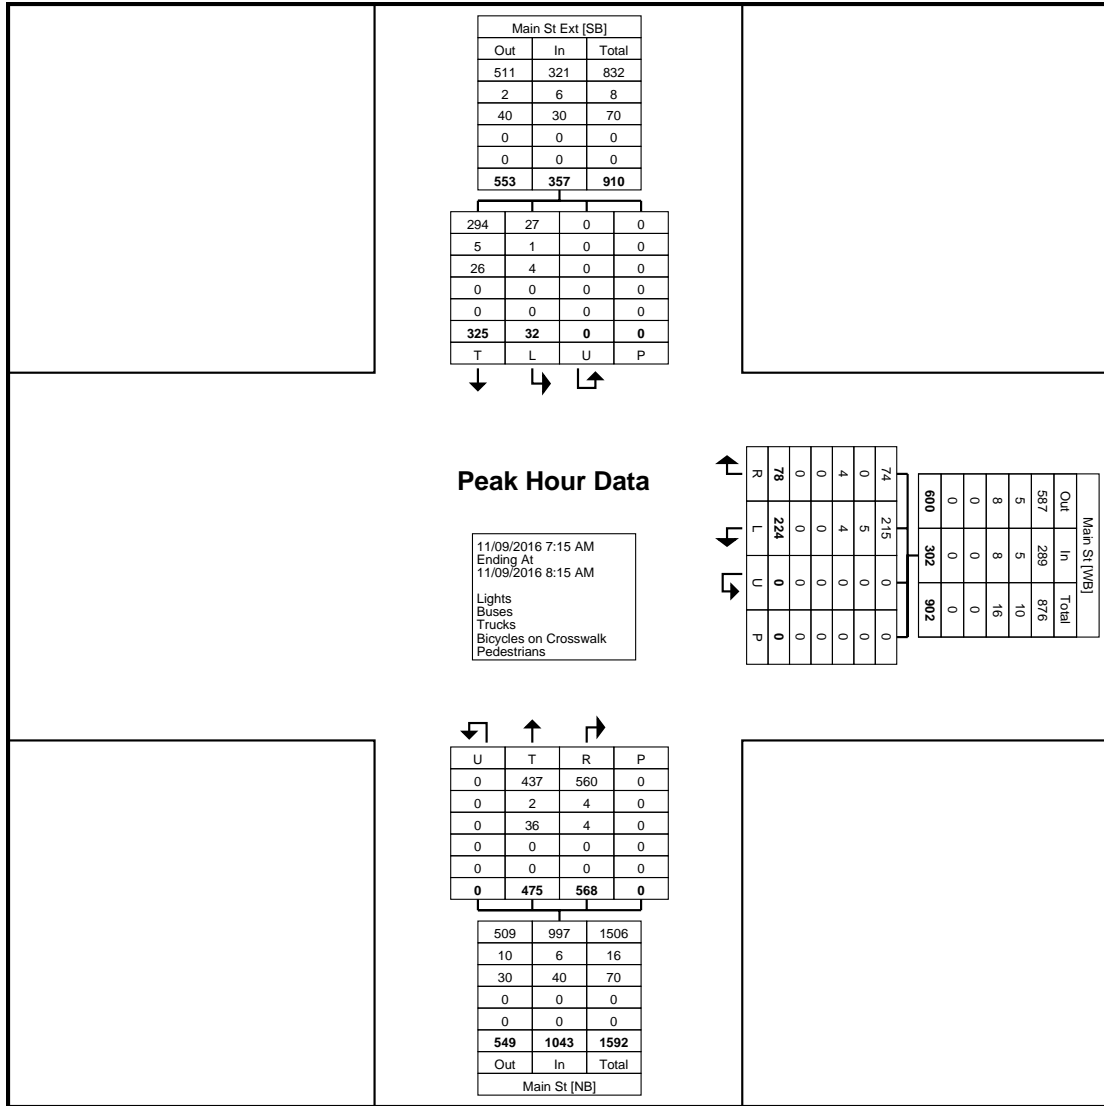 Main St Ext [SB]
Out In Total
511 321 832
2 6 8
40 30 70
0 0 0
0 0 0
553 357 910
294 27 0 0
5 1 0 0
26 4 0 0
0 0 0 0
0 0 0 0
325 32 0 0
T L U P
Peak Hour Data
11/09/2016 7:15 AM
Ending At
11/09/2016 8:15 AM
Lights
Buses
Trucks
Bicycles on Crosswalk
Pedestrians
Main St [WB]
Out In Total
587 289 876
5 5 10
8 8 16
0 0 0
0 0 0
600 302 902
74 215 0 0
0 5 0 0
4 4 0 0
0 0 0 0
0 0 0 0
78 224 0 0
R L U P
U T R P
0 437 560 0
0 2 4 0
0 36 4 0
0 0 0 0
0 0 0 0
0 475 568 0
509 997 1506
10 6 16
30 40 70
0 0 0
0 0 0
549 1043 1592
Out In Total
Main St [NB]